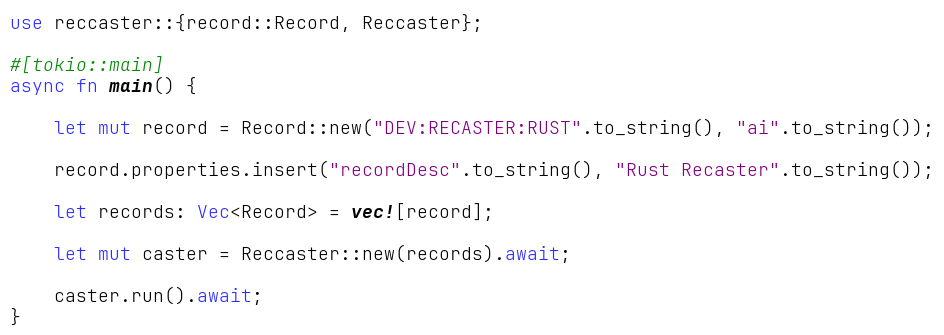 use reccaster::{record::Record, Reccaster};
#[tokio::main]
async fn main() {
let mut record = Record::new("DEV:RECASTER:RUST".to_string(), "ai".to_string());
record.properties.insert("recordDesc".to_string(), "Rust Recaster".to_string());
let records: Vec<Record> = vec![record];
let mut caster = Reccaster::new(records).await;
caster.run().await;
}